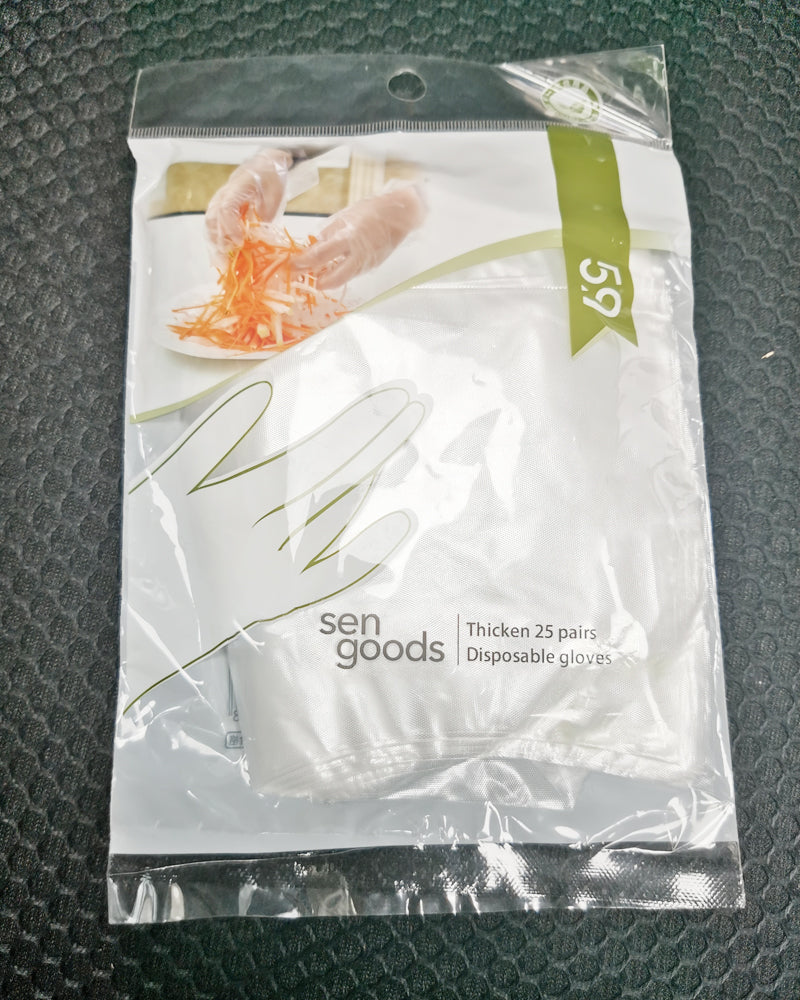 5.9
sen
goods
Thicken 25 pairs
Disposable gloves